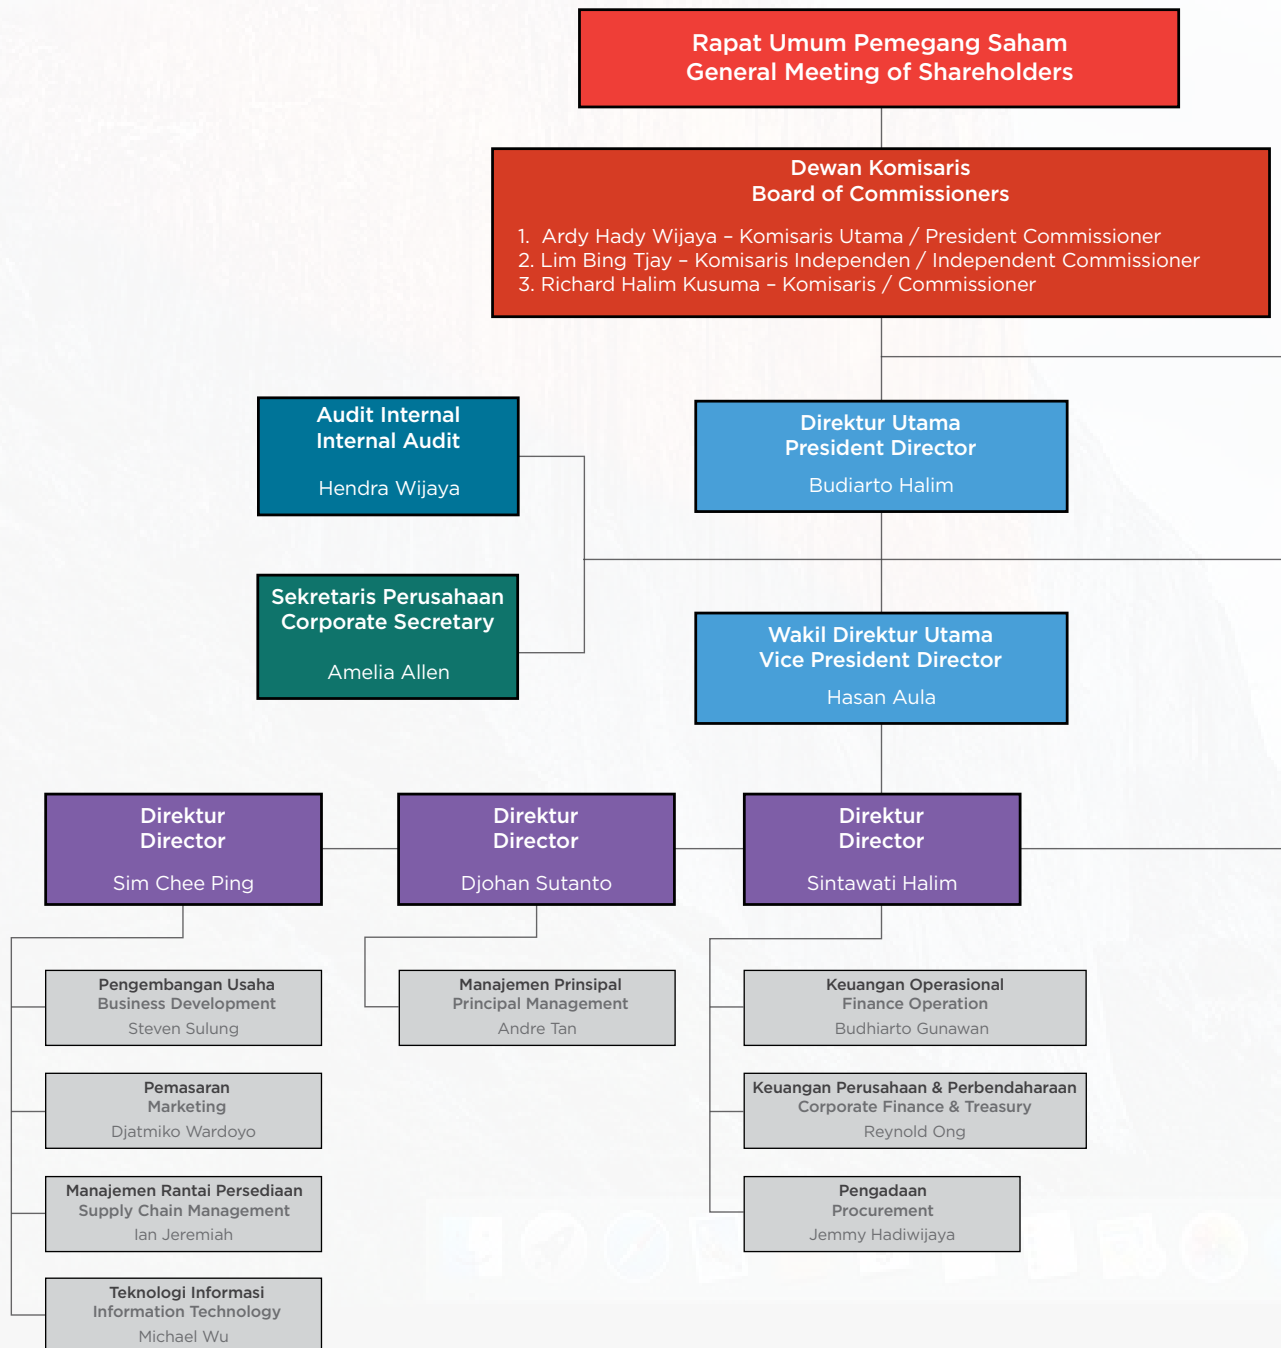 Rapat Umum Pemegang Saham
General Meeting of Shareholders
Dewan Komisaris
Board of Commissioners
1. Ardy Hady Wijaya – Komisaris Utama / President Commissioner
2. Lim Bing Tjay – Komisaris Independen / Independent Commissioner
3. Richard Halim Kusuma – Komisaris / Commissioner
Audit Internal
Internal Audit
Hendra Wijaya
Direktur Utama
President Director
Budiarto Halim
Sekretaris Perusahaan
Corporate Secretary
Amelia Allen
Wakil Direktur Utama
Vice President Director
Hasan Aula
Direktur
Director
Sim Chee Ping
Direktur
Director
Djohan Sutanto
Direktur
Director
Sintawati Halim
Pengembangan Usaha
Business Development
Steven Sulung
Pemasaran
Marketing
Djatmiko Wardoyo
Manajemen Rantai Persediaan
Supply Chain Management
Ian Jeremiah
Teknologi Informasi
Information Technology
Michael Wu
Manajemen Prinsipal
Principal Management
Andre Tan
Keuangan Operasional
Finance Operation
Budhiarto Gunawan
Keuangan Perusahaan & Perbendaharaan
Corporate Finance & Treasury
Reynold Ong
Pengadaan
Procurement
Jemmy Hadiwijaya